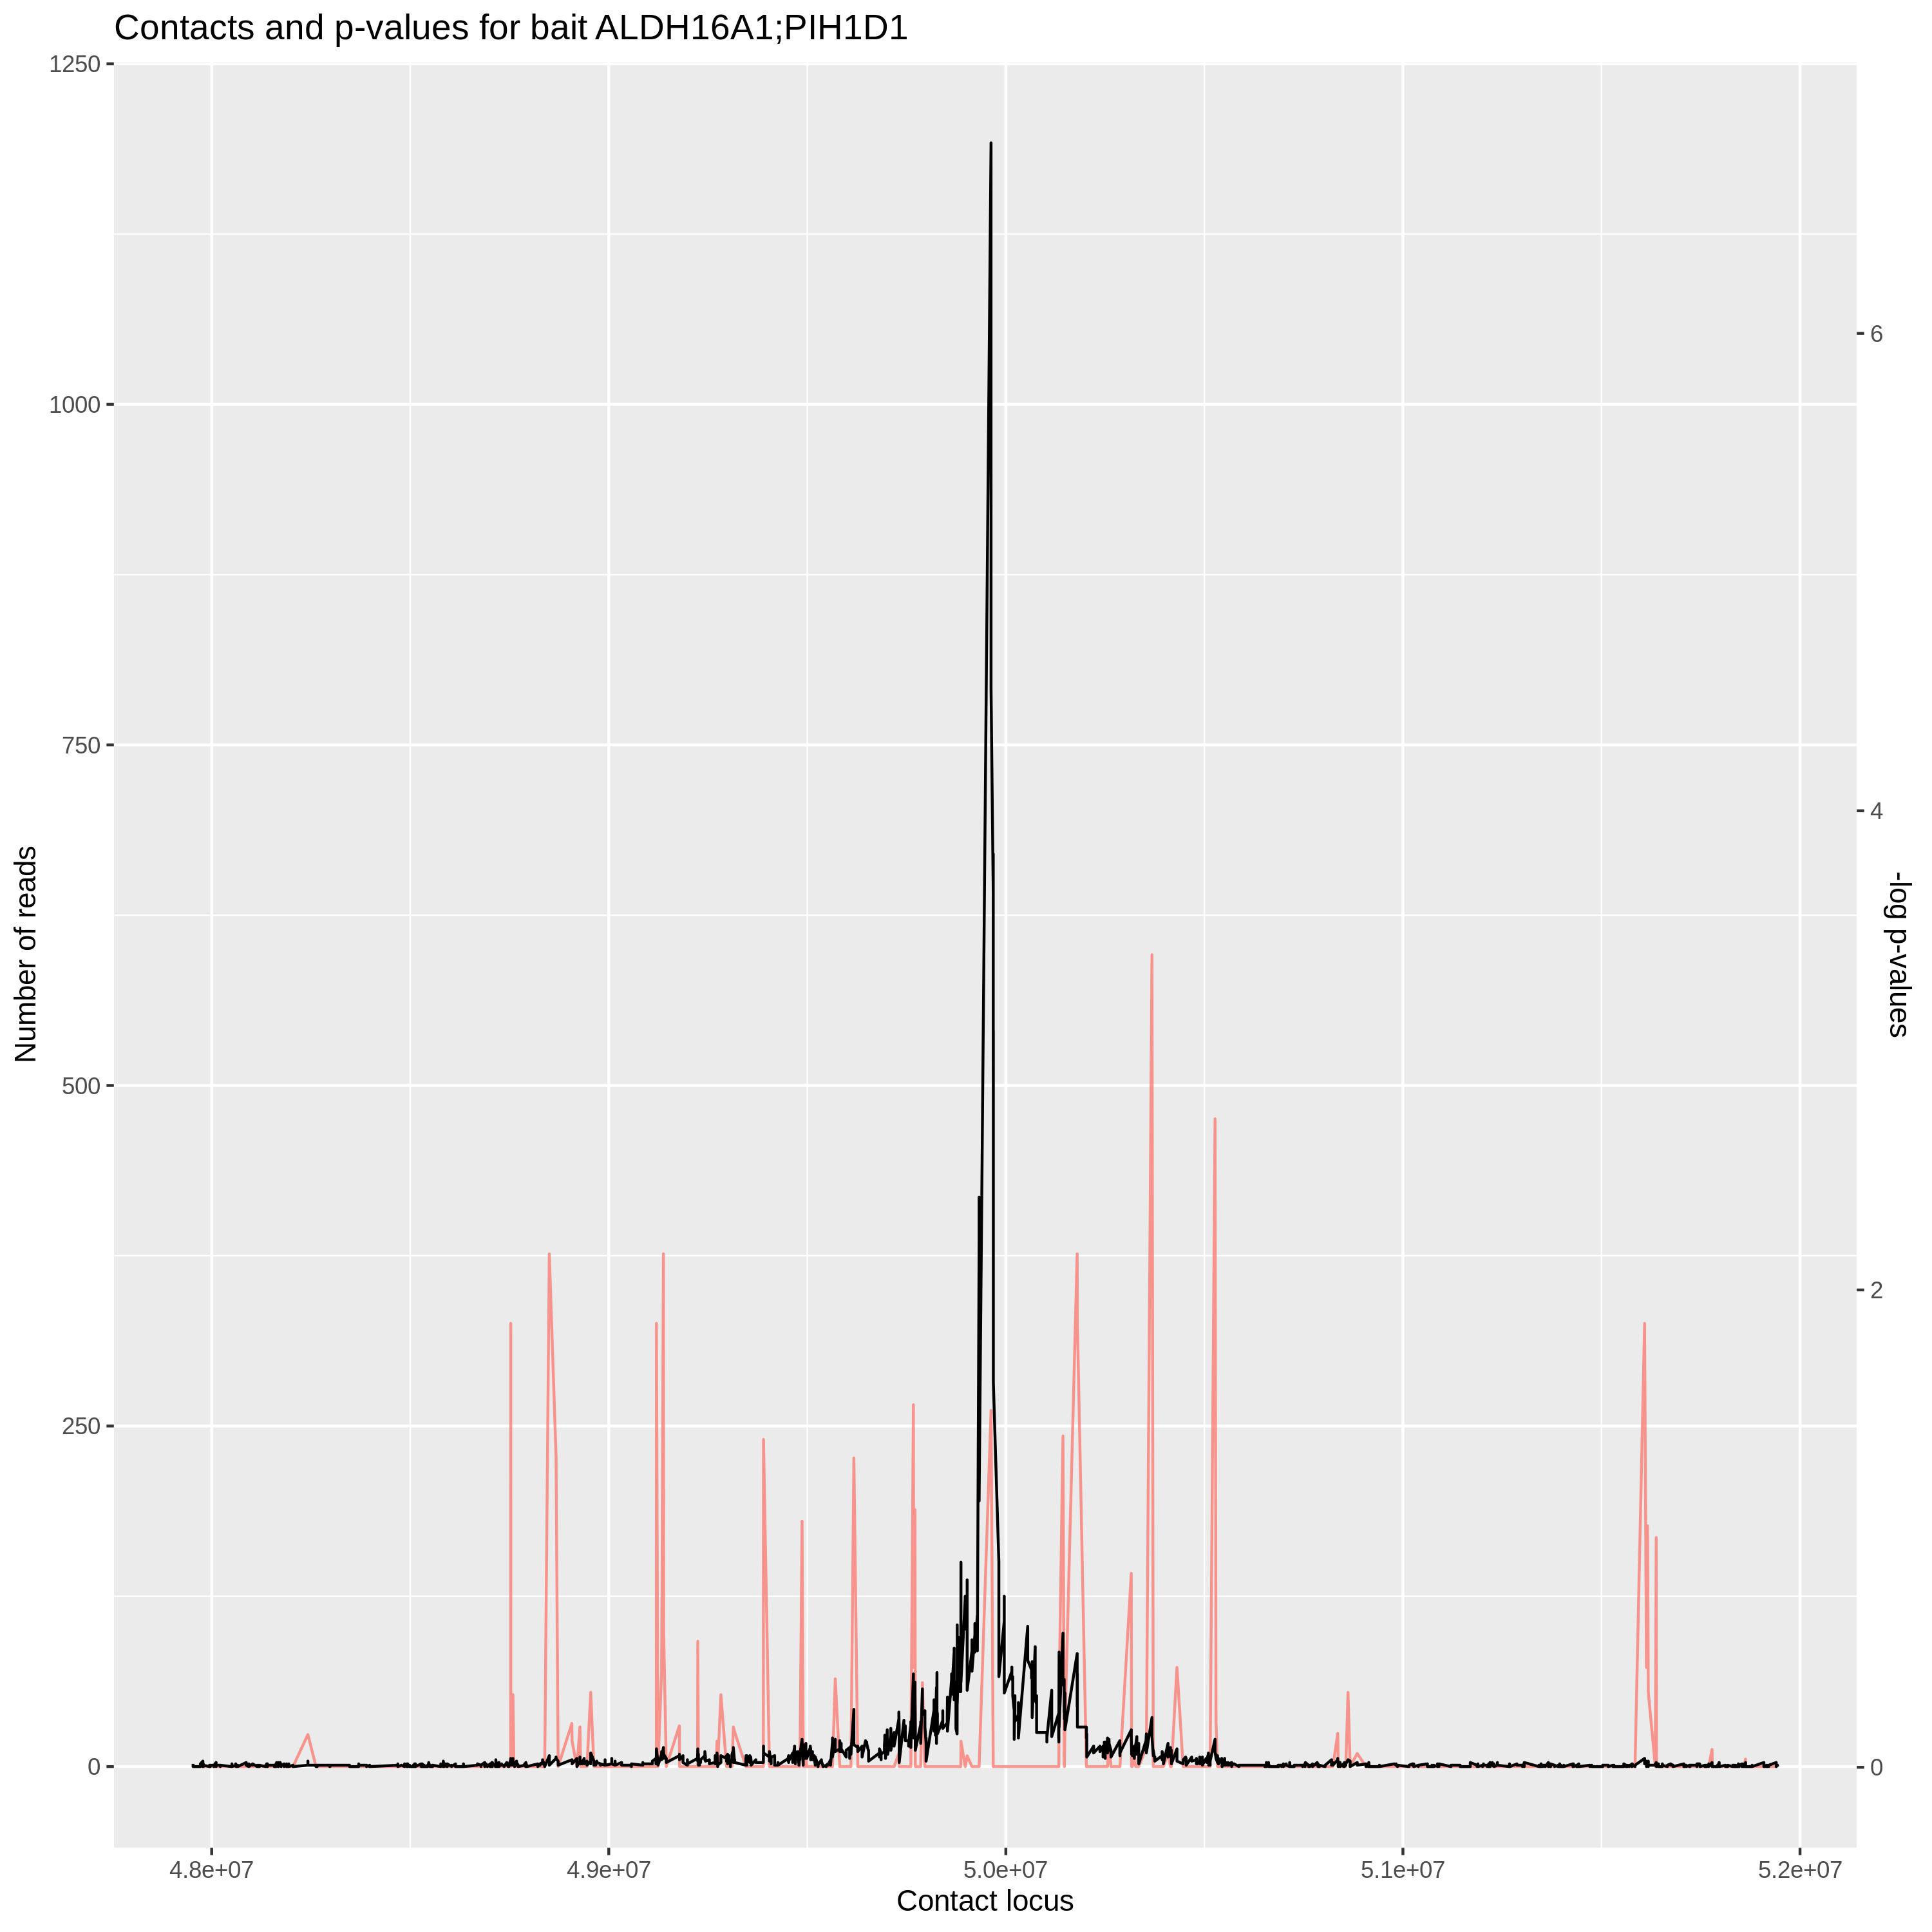 Contacts and p-values for bait ALDH16A1;PIH1D1
1250
1000
750
500
250
0
Number of reads
6
4
2
0
-log p-values
4.8e+07
4.9e+07
5.0e+07
5.1e+07
5.2e+07
Contact locus